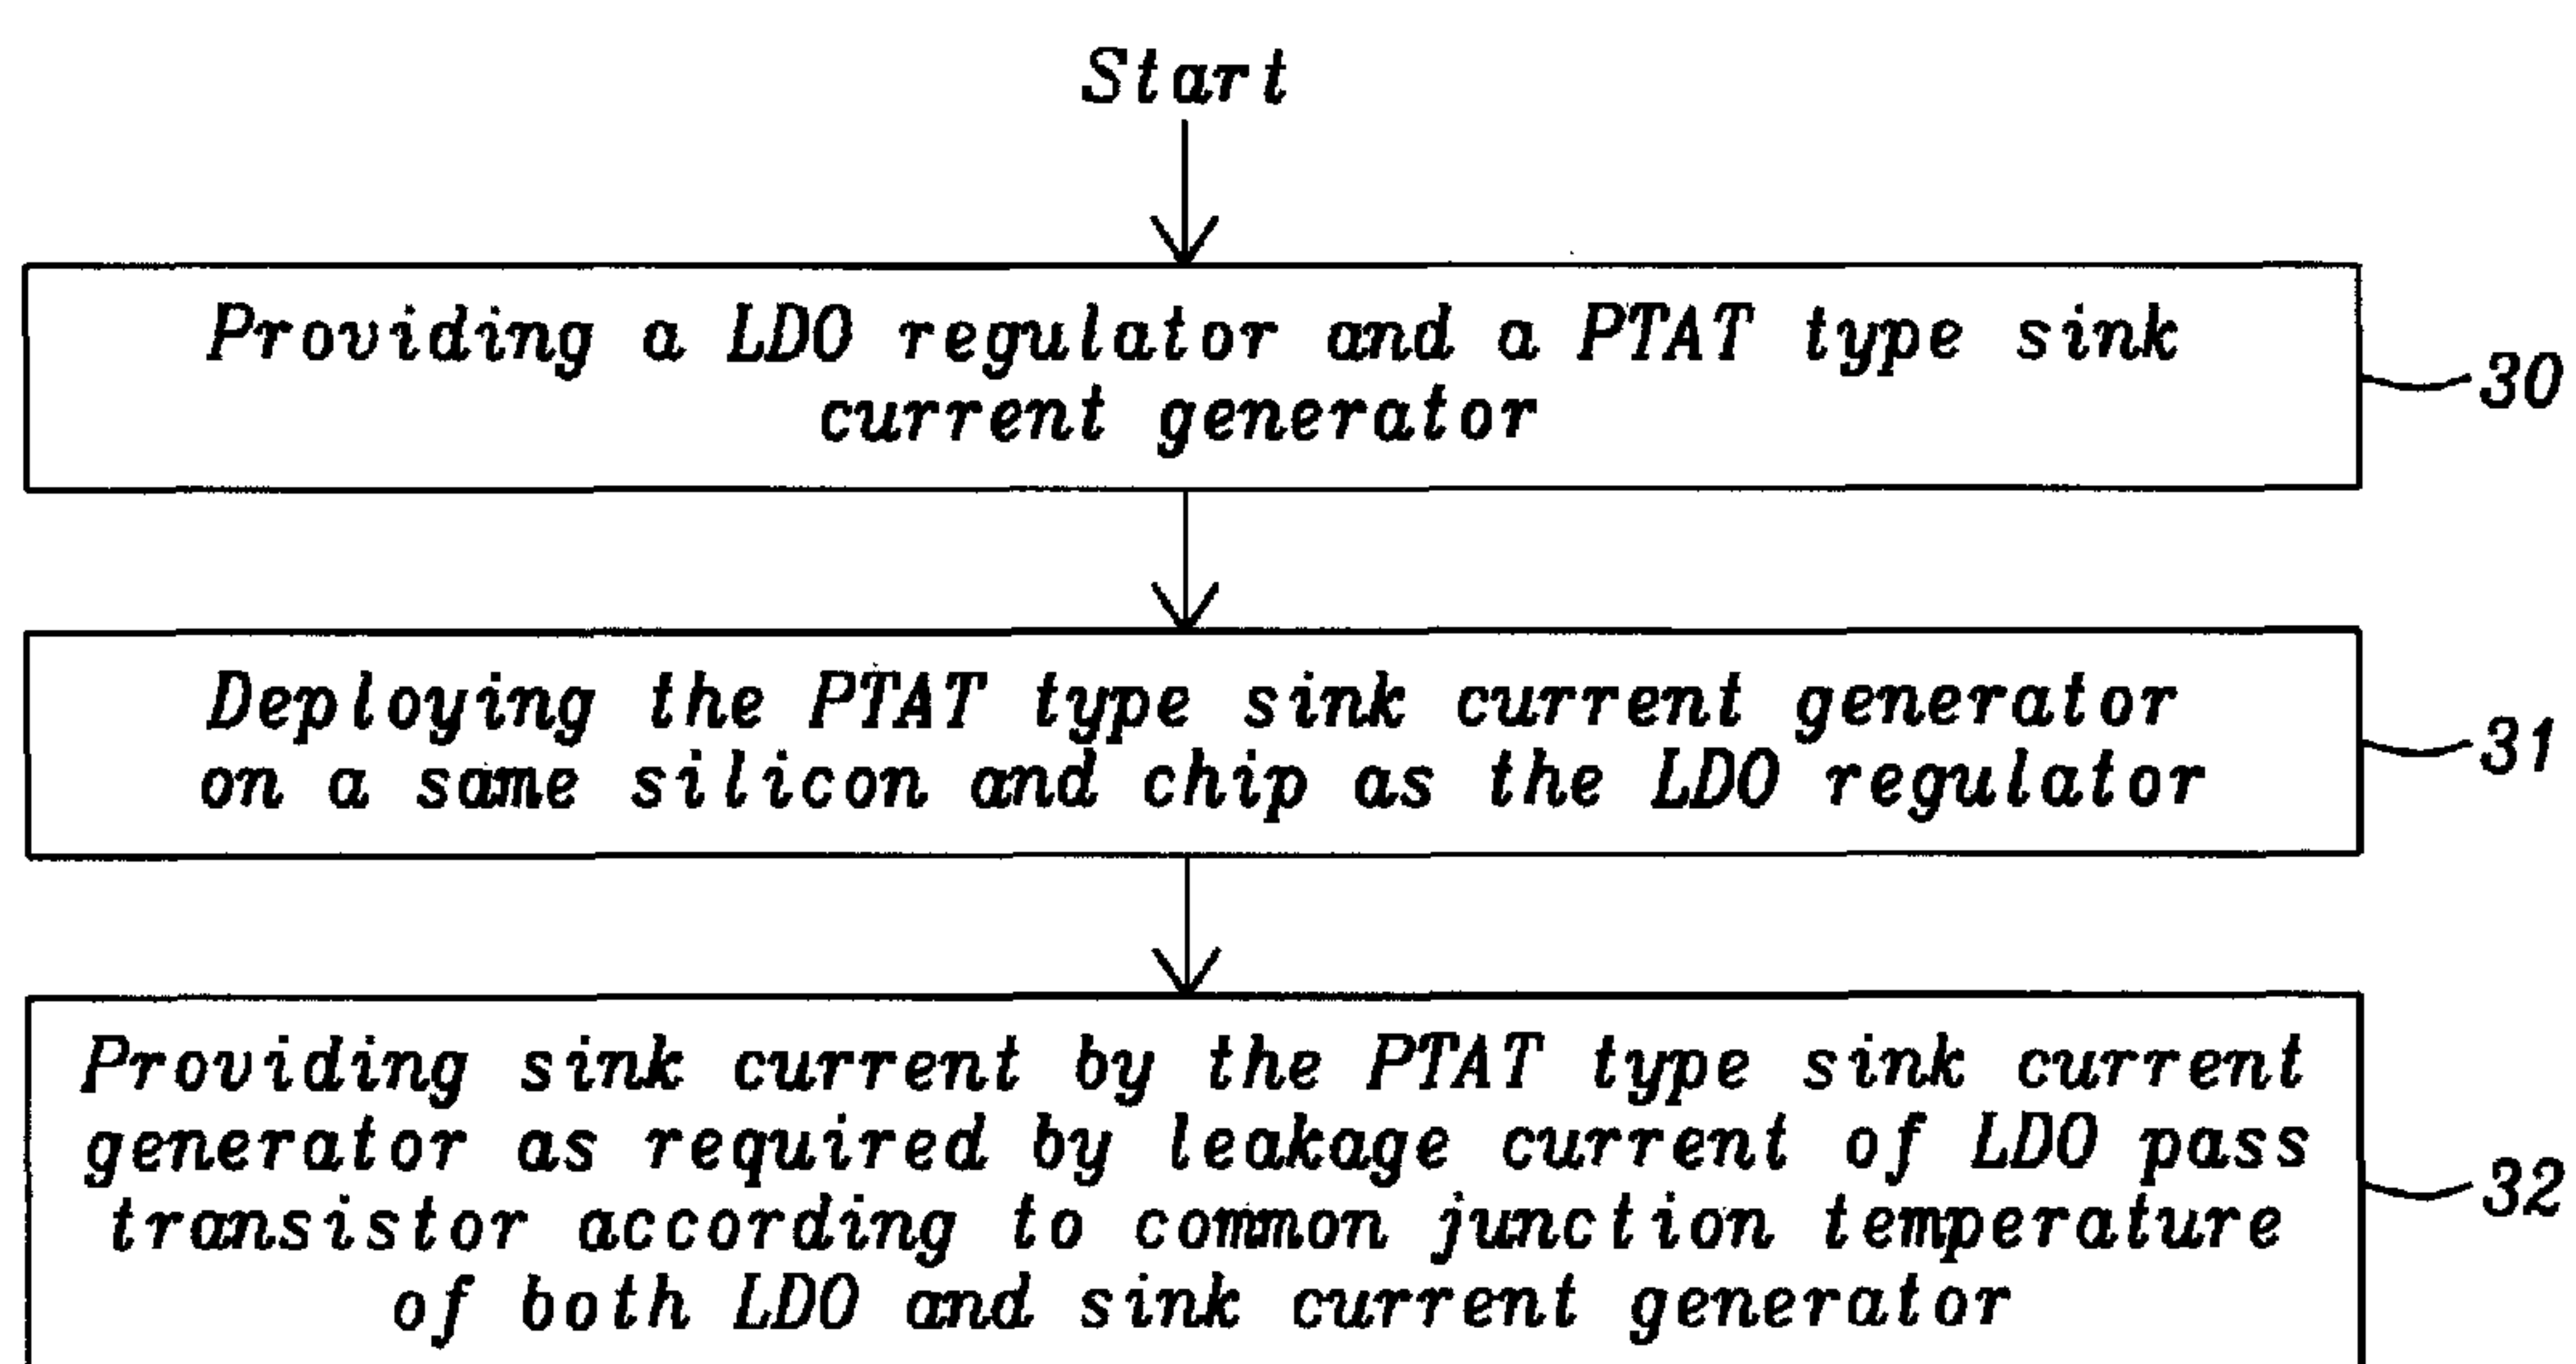 Start
Providing a LDO regulator and a PTAT type sink
current generator
30
Deploying the PTAT type sink current generator
on a same silicon and chip as the LDO regulator
31
Providing sink current by the PTAT type sink current
generator as required by leakage current of LDO pass
transistor according to common junction temperature
of both LDO and sink current generator
32